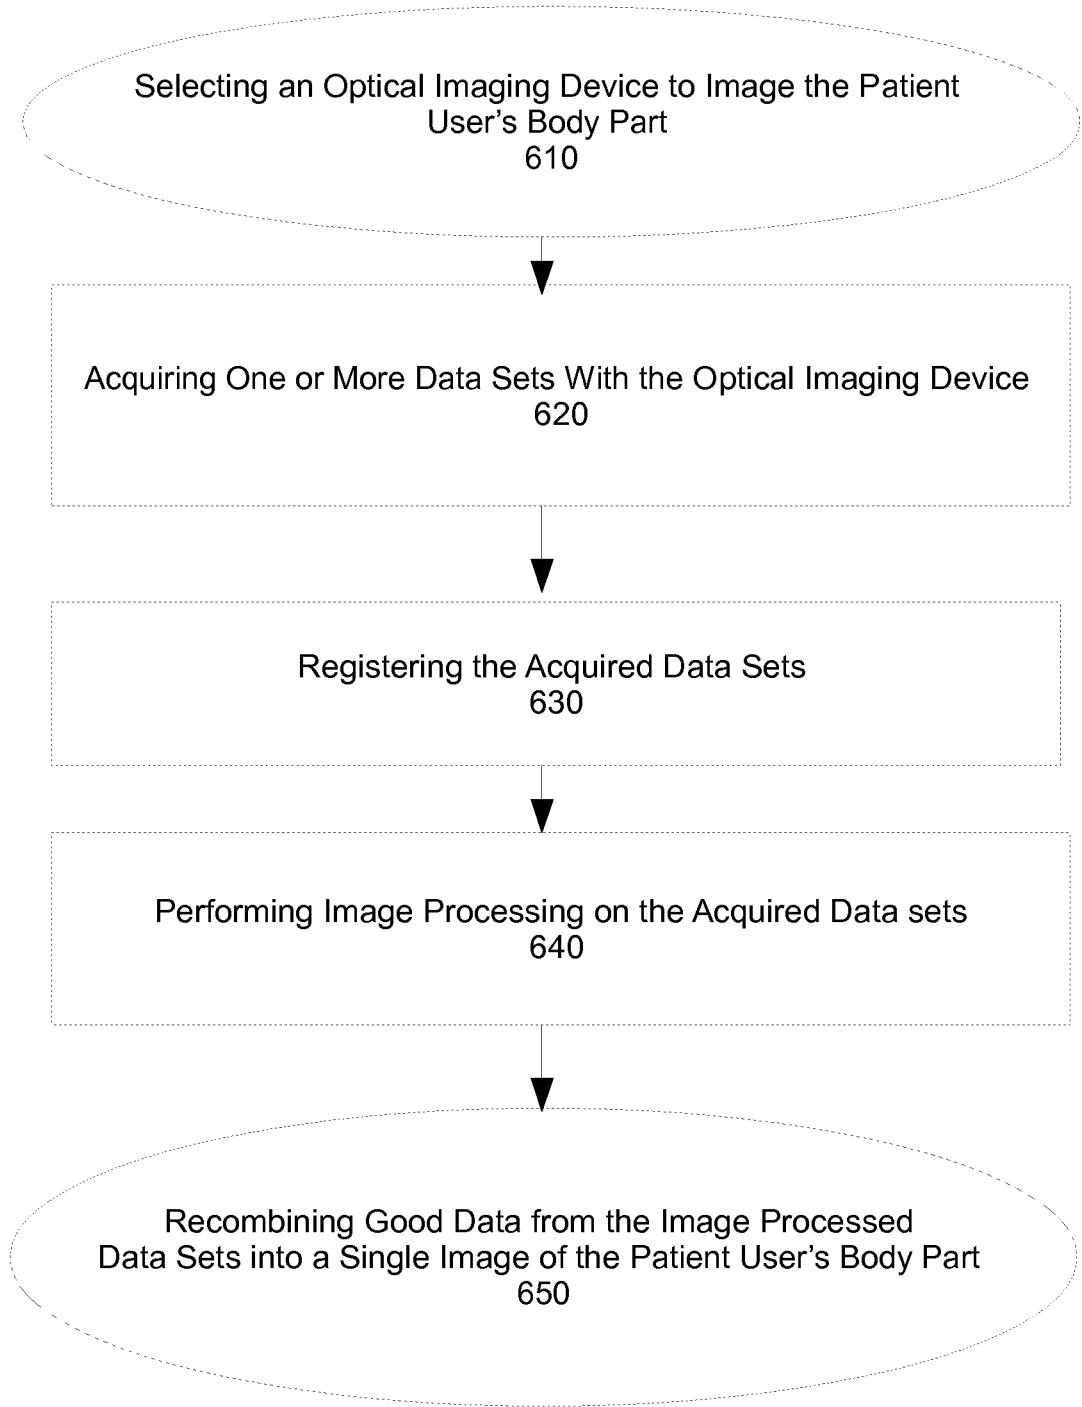 Selecting an Optical Imaging Device to Image the Patient
User's Body Part
610
Acquiring One or More Data Sets With the Optical Imaging Device
620
Registering the Acquired Data Sets
630
Performing Image Processing on the Acquired Data sets
640
Recombining Good Data from the Image Processed
Data Sets into a Single Image of the Patient User's Body Part
650